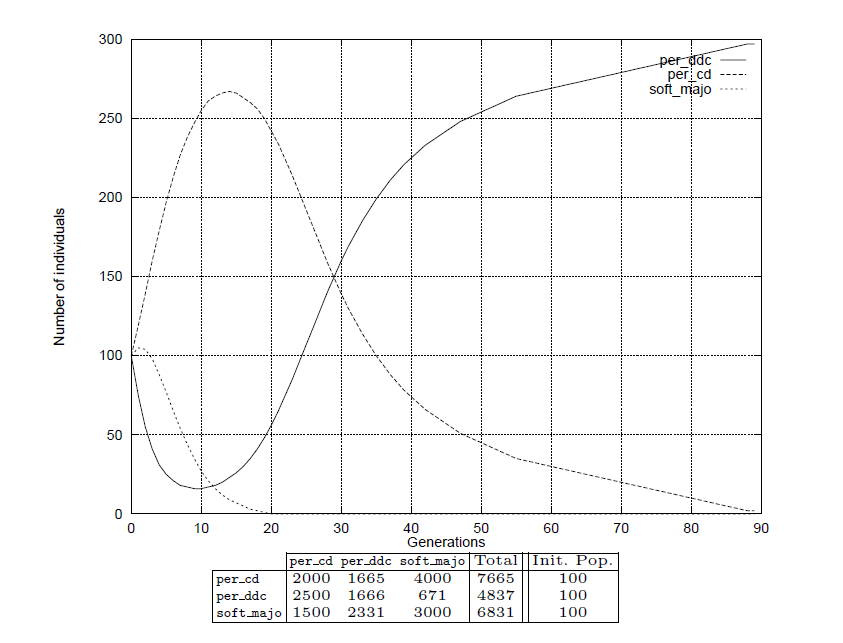 300
250
200
150
100
50
0
Number of individuals
per_ddc
per_cd
soft_majo
0 10 20 30 40 50 60 70 80 90
Generations
per_cd per_ddc soft_majo Total Init. Pop.
per_cd 2000 1665 4000 7665 100
per_ddc 2500 1666 671 4837 100
soft_majo 1500 2331 3000 6831 100